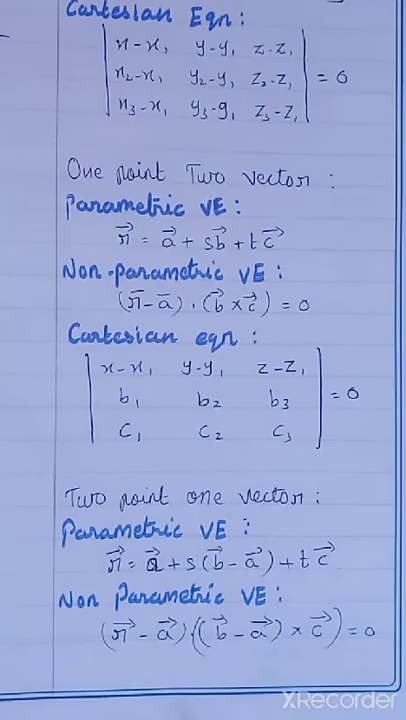 Cartesian Eqn:
| x-x₁ y-y₁ z-z₁ |
| x₂-x₁ y₂-y₁ z₂-z₁ | = 0
| x₃-x₁ y₃-y₁ z₃-z₁ |
One point Two vector:
Parametric VE:
r⃗ = a⃗ + sb⃗ + tc⃗
Non-parametric VE:
(r⃗-a⃗) . (b⃗ × c⃗) = 0
Cartesian eqn:
| x-x₁ y-y₁ z-z₁ |
| b₁ b₂ b₃ | = 0
| c₁ c₂ c₃ |
Two point one vector:
Parametric VE:
r⃗ = a⃗ + s(b⃗ - a⃗) + tc⃗
Non Parametric VE:
(r⃗ - a⃗).((b⃗ - a⃗) × c⃗) = 0
XRecorder